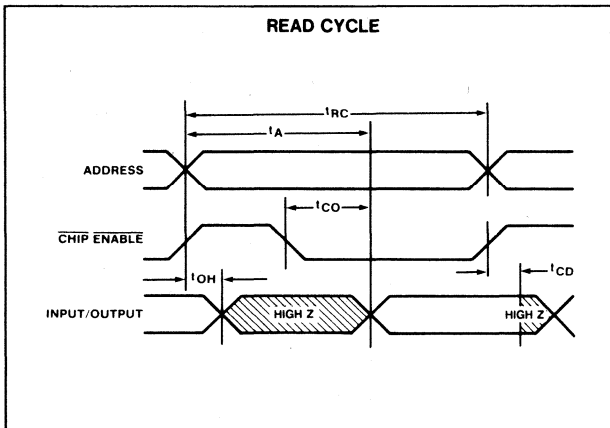 READ CYCLE
tRC
tA
ADDRESS
tCO
CHIP ENABLE
tOH
tCD
INPUT/OUTPUT
HIGH Z
HIGH Z